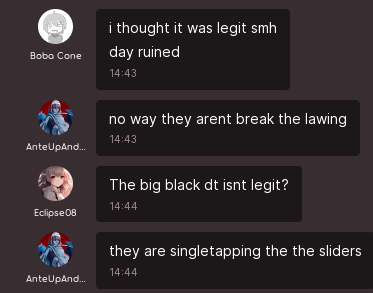 i thought it was legit smh
day ruined
Boba Cone
14:43
no way they arent break the lawing
AnteUpAnd...
14:43
The big black dt isnt legit?
Eclipse08
14:44
they are singletapping the the sliders
AnteUpAnd...
14:44